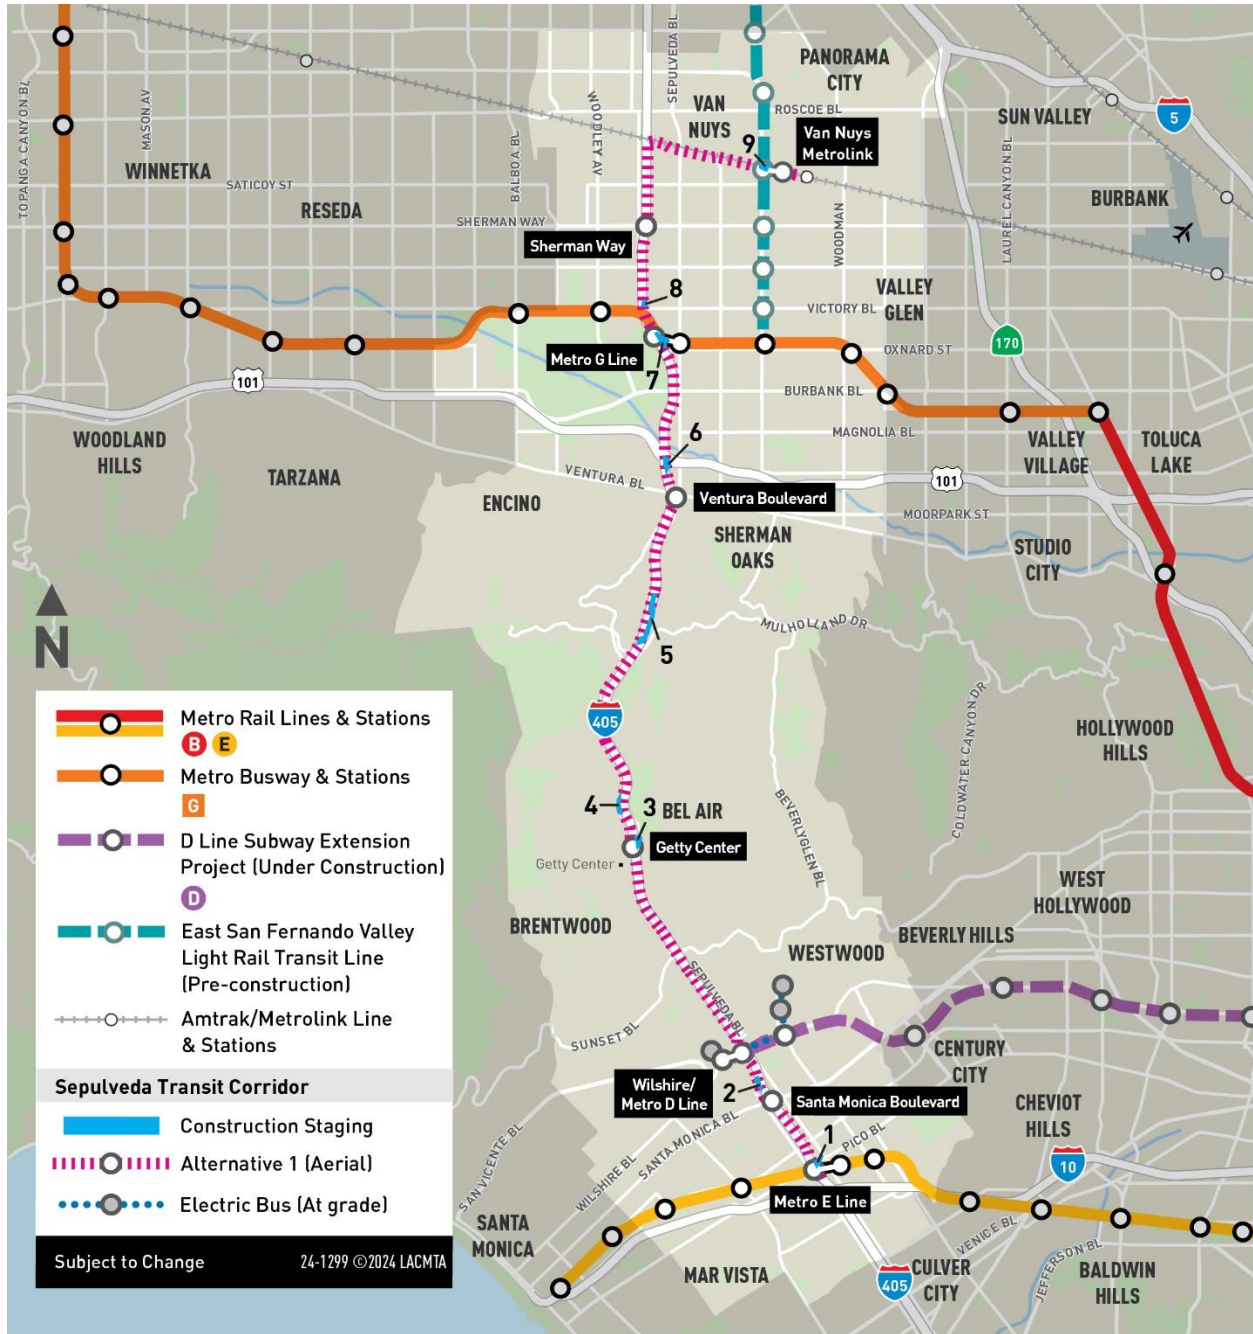 SEPULVEDA BL
PANORAMA
CITY
TOPANGA CANYON BL
MASON AV
WOODLEY AV
BALBOA BL
VAN
NUYS
ROSCOE BL
SUN VALLEY
5
Van Nuys
Metrolink
9
WINNETKA
SATICOY ST
RESEDA
SHERMAN WAY
Sherman Way
WOODMAN
LAUREL CANYON BL
BURBANK
8
VICTORY BL
VALLEY
GLEN
OXNARD ST
170
Metro G Line
7
101
BURBANK BL
MAGNOLIA BL
WOODLAND
HILLS
TARZANA
VENTURA BL
6
VALLEY
VILLAGE
TOLUCA
LAKE
101
ENCINO
Ventura Boulevard
MOORPARK ST
SHERMAN
OAKS
STUDIO
CITY
N
MULHOLLAND DR
5
405
COLDWATER CANYON DR
HOLLYWOOD
HILLS
4
3
BEL AIR
BEVERLYGLEN BL
Getty Center
Getty Center
BRENTWOOD
WEST
HOLLYWOOD
BEVERLY HILLS
WESTWOOD
SEPULVEDA BL
SUNSET BL
CENTURY
CITY
Wilshire/
Metro D Line
2
Santa Monica Boulevard
CHEVIOT
HILLS
1
PICO BL
10
SAN VICENTE BL
WILSHIRE BL
SANTA MONICA BL
Metro E Line
SANTA
MONICA
MAR VISTA
405
CULVER
CITY
VENICE BL
JEFFERSON BL
BALDWIN
HILLS
Metro Rail Lines & Stations
B E
Metro Busway & Stations
G
D Line Subway Extension
Project (Under Construction)
D
East San Fernando Valley
Light Rail Transit Line
(Pre-construction)
Amtrak/Metrolink Line
& Stations
Sepulveda Transit Corridor
Construction Staging
Alternative 1 (Aerial)
Electric Bus (At grade)
Subject to Change 24-1299 ©2024 LACMTA